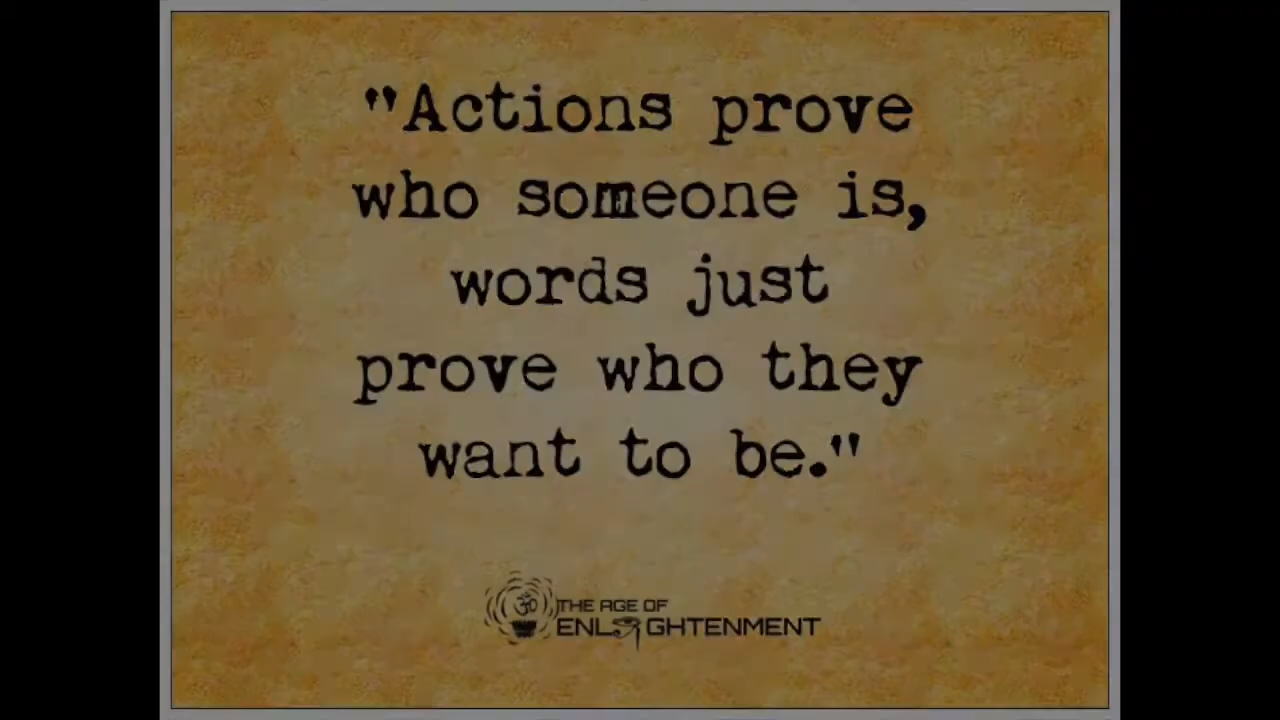 "Actions prove
who someone is,
words just
prove who they
want to be."
THE AGE OF
ENLIGHTENMENT